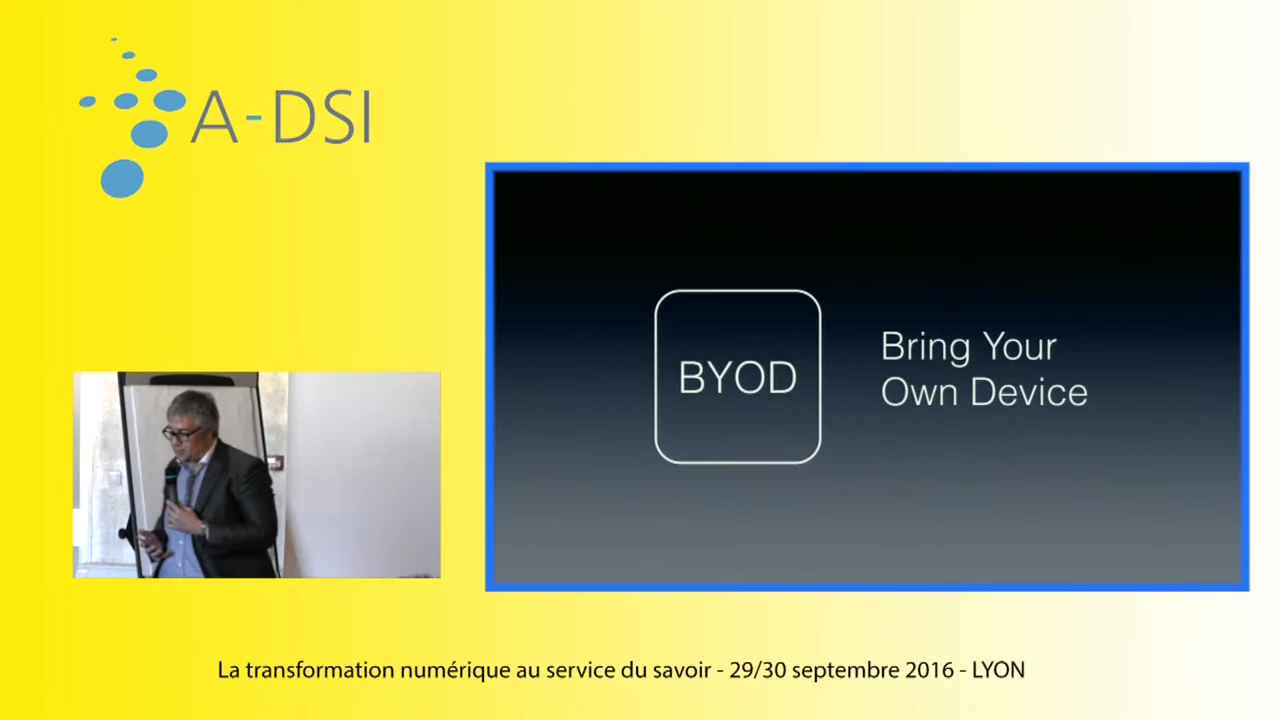 A-DSI
BYOD
Bring Your
Own Device
La transformation numérique au service du savoir - 29/30 septembre 2016 - LYON